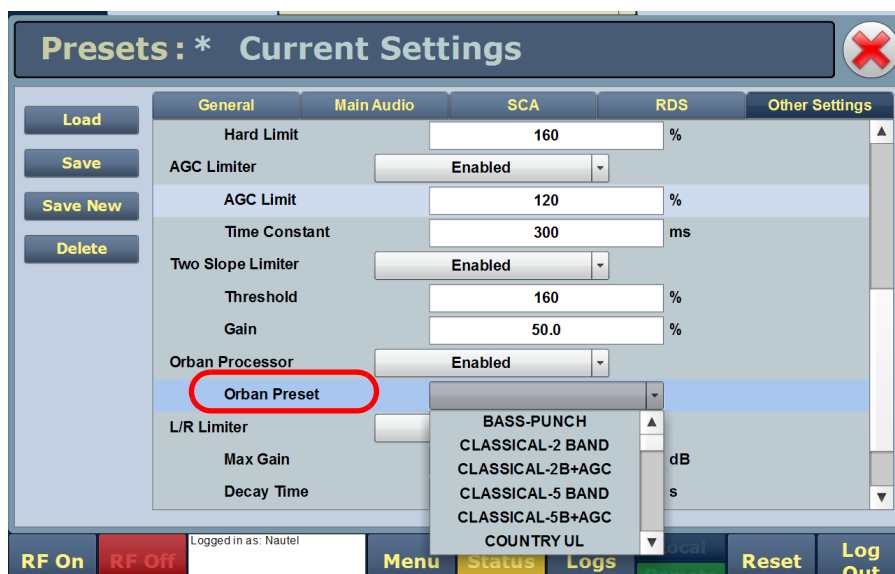 Presets:* Current Settings
General Main Audio SCA RDS Other Settings
Load
Save
Save New
Delete
Hard Limit 160 %
AGC Limiter Enabled
AGC Limit 120 %
Time Constant 300 ms
Two Slope Limiter Enabled
Threshold 160 %
Gain 50.0 %
Orban Processor Enabled
Orban Preset
L/R Limiter
Max Gain dB
Decay Time s
BASS-PUNCH
CLASSICAL-2 BAND
CLASSICAL-2B+AGC
CLASSICAL-5 BAND
CLASSICAL-5B+AGC
COUNTRY UL
Logged in as: Nautel
RF On RF Off Menu Status Logs Reset Log
Out